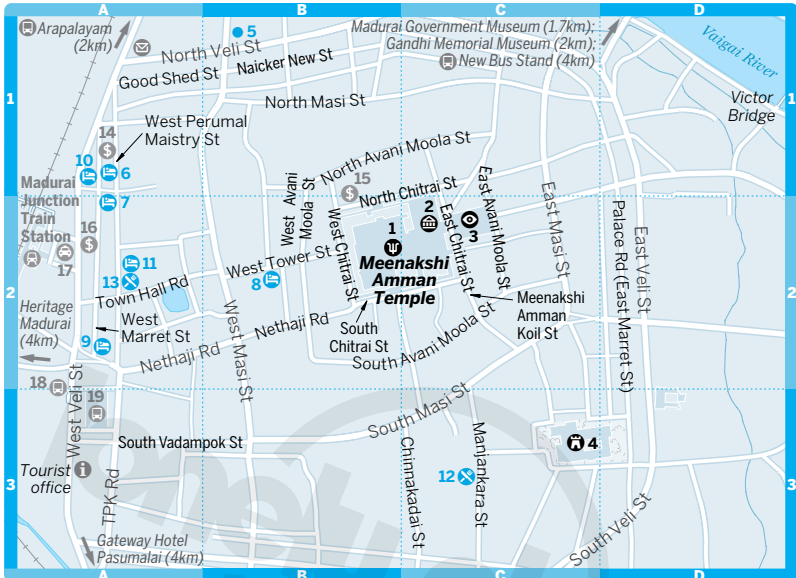 A
B
C
D
Arapalayam
(2km)
5
Madurai Government Museum (1.7km);
Gandhi Memorial Museum (2km);
New Bus Stand (4km)
Vaigai River
North Veli St
Good Shed St
Naicker New St
1
1
North Masi St
Victor
Bridge
West Perumal
Maistry St
14
$
North Avani Moola St
10
6
Madurai
Junction
Train
Station
7
15
$
North Chitrai St
West Avani
Moola St
West Chitrai St
East Avani Moola St
East Chitrai St
East Masi St
Palace Rd (East Marret St)
East Veli St
16
$
17
1
2
3
Meenakshi
Amman
Temple
11
13
West Tower St
8
2
2
Town Hall Rd
Heritage
Madurai
(4km)
West
Marret St
9
Nethaji Rd
Nethaji Rd
West Masi St
South
Chitrai St
South Avani Moola St
Meenakshi
Amman
Koil St
18
19
West Veli St
South Masi St
South Vadampok St
4
Tourist
office
i
TPK Rd
Chinnakadai St
Manjankara St
12
3
3
South Veli St
Gateway Hotel
Pasumalai (4km)
lonely
A
B
C
D